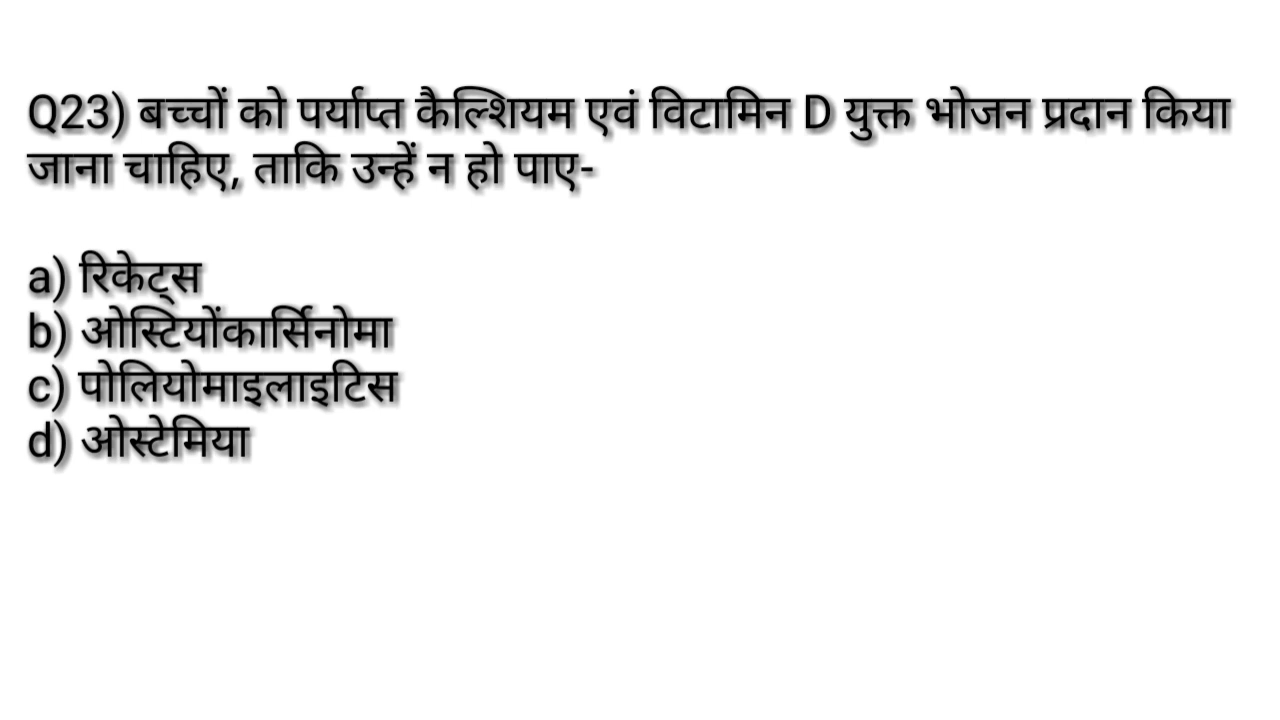 Q23) बच्चों को पर्याप्त कैल्शियम एवं विटामिन D युक्त भोजन प्रदान किया
जाना चाहिए, ताकि उन्हें न हो पाए-
a) रिकेट्स
b) ओस्टियोंकार्सिनोमा
c) पोलियोमाइलाइटिस
d) ओस्टेमिया